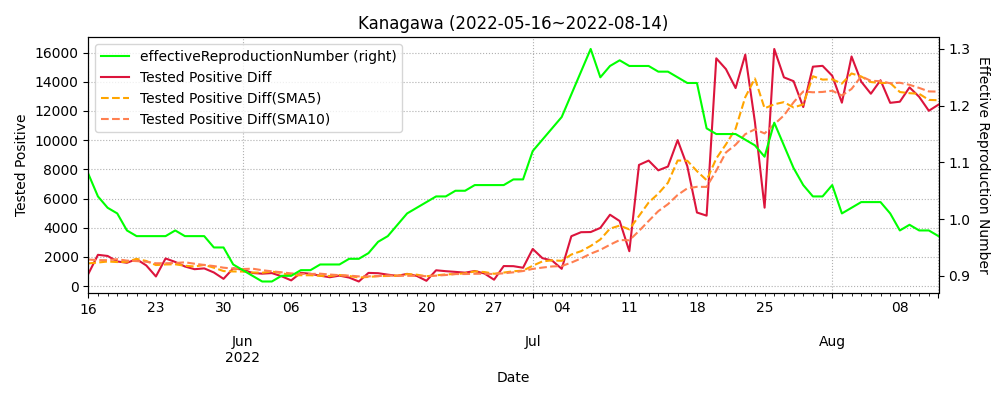 Kanagawa (2022-05-16~2022-08-14)
effectiveReproductionNumber (right)
Tested Positive Diff
Tested Positive Diff(SMA5)
Tested Positive Diff(SMA10)
Tested Positive
16000
14000
12000
10000
8000
6000
4000
2000
0
1.3
1.2
1.1
1.0
0.9
Effective Reproduction Number
16 23 30 06 13 20 27 04 11 18 25 08
Jun Jul Aug
2022
Date